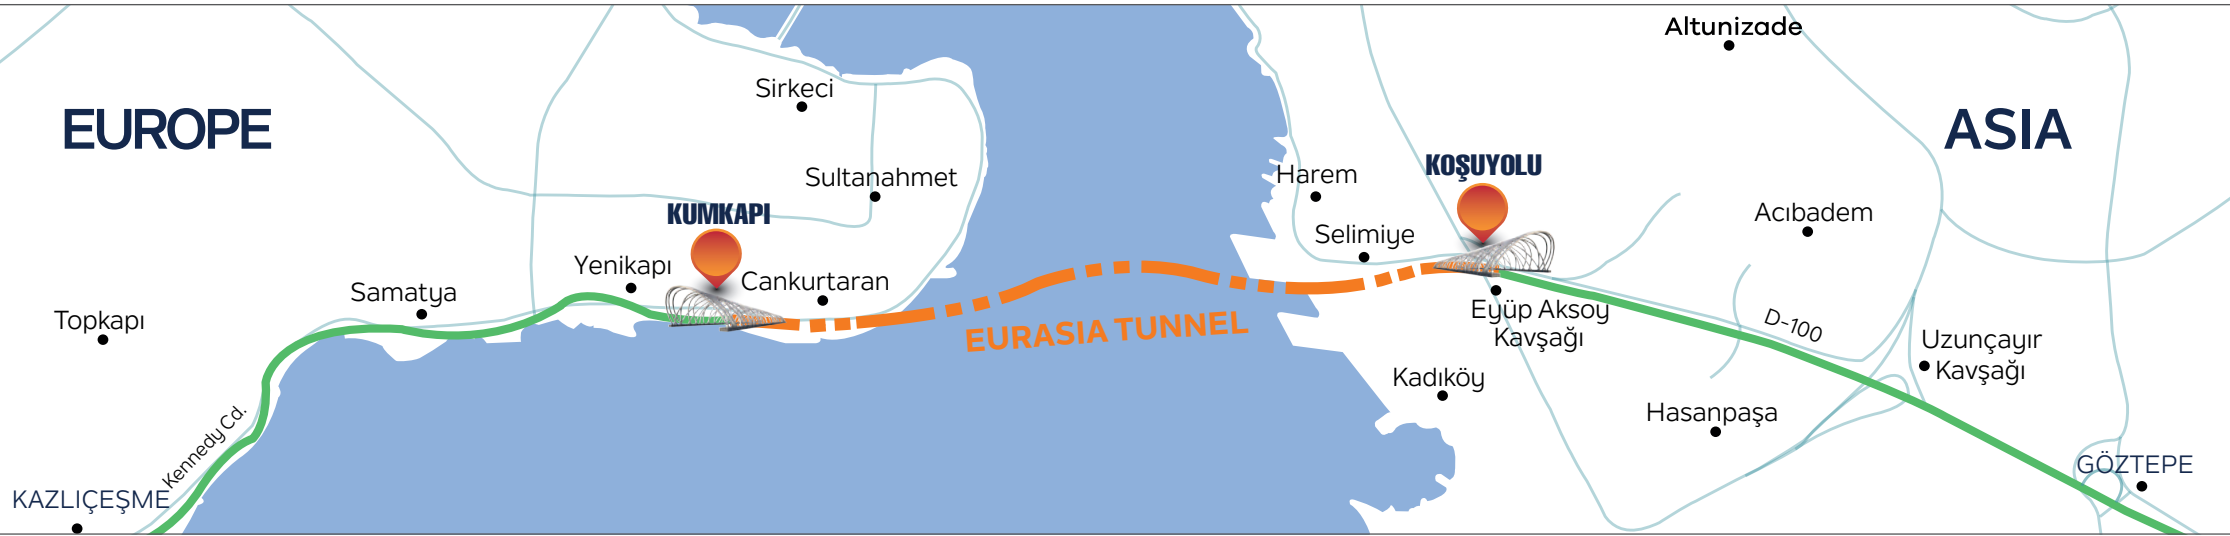 Altunizade
Sirkeci
EUROPE
ASIA
KOŞUYOLU
Harem
Sultanahmet
KUMKAPI
Acıbadem
Selimiye
Yenikapı
Cankurtaran
Samatya
Topkapı
EURASIA TUNNEL
Eyüp Aksoy
Kavşağı
D-100
Uzunçayır
Kavşağı
Kadıköy
Hasanpaşa
Kennedy Cd.
GÖZTEPE
KAZLIÇEŞME